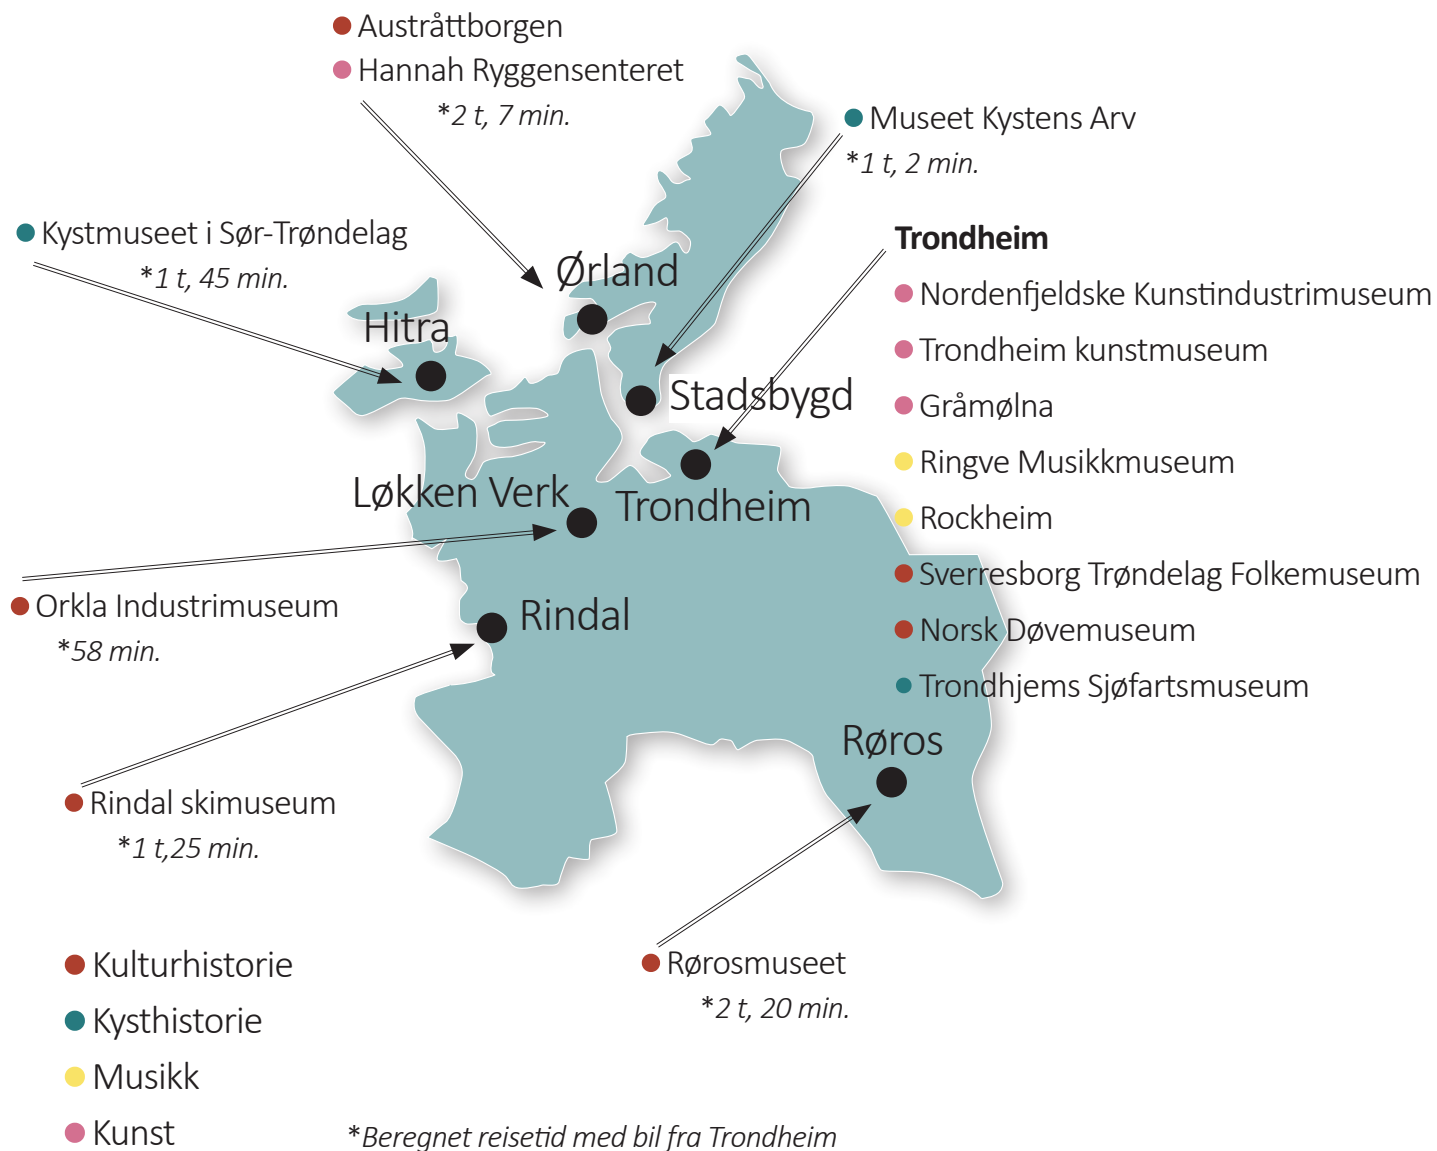 Austråttborgen
Hannah Ryggensenteret
*2 t, 7 min.
Museet Kystens Arv
*1 t, 2 min.
Kystmuseet i Sør-Trøndelag
*1 t, 45 min.
Trondheim
Nordenfjeldske Kunstindustrimuseum
Trondheim kunstmuseum
Gråmølna
Ringve Musikkmuseum
Rockheim
Sverresborg Trøndelag Folkemuseum
Norsk Døvemuseum
Trondhjems Sjøfartsmuseum
Ørland
Hitra
Stadsbygd
Løkken Verk
Trondheim
Orkla Industrimuseum
*58 min.
Rindal
Røros
Rindal skimuseum
*1 t,25 min.
Rørosmuseet
*2 t, 20 min.
Kulturhistorie
Kysthistorie
Musikk
Kunst
*Beregnet reisetid med bil fra Trondheim